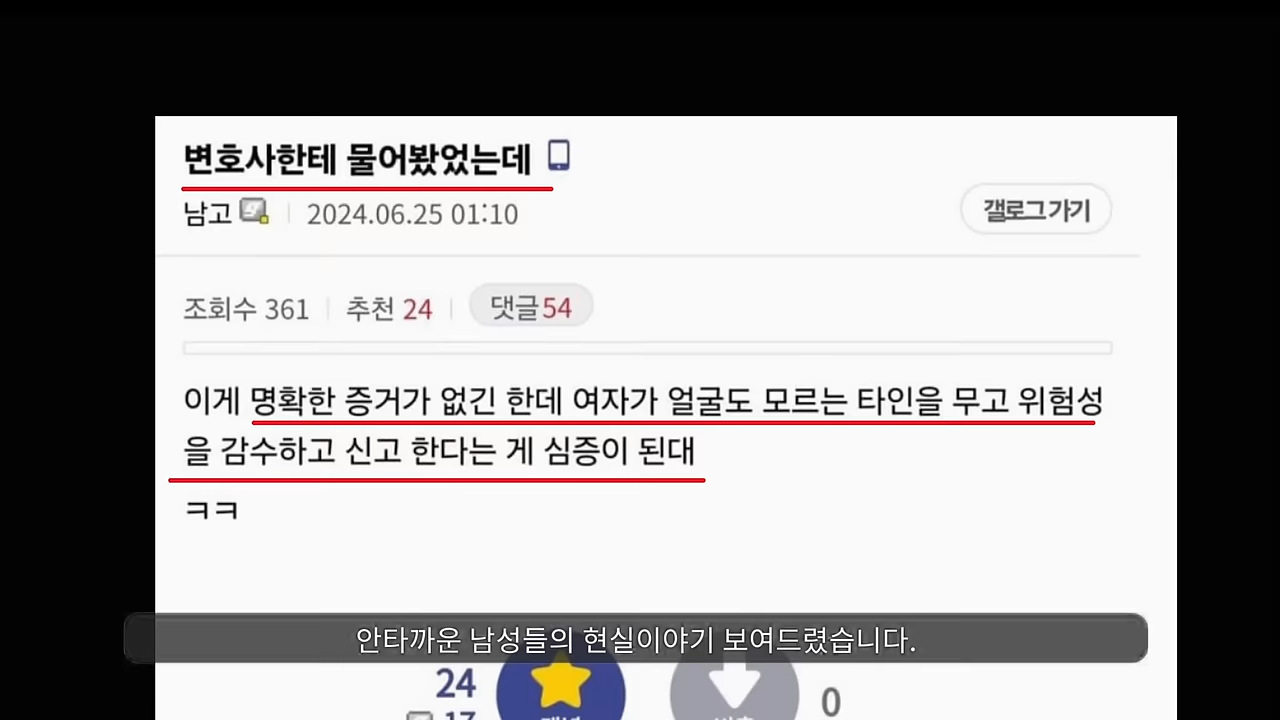 변호사한테 물어봤었는데
남고 2024.06.25 01:10
갤로그 가기
조회수 361 추천 24 댓글 54
이게 명확한 증거가 없긴 한데 여자가 얼굴도 모르는 타인을 무고 위험성
을 감수하고 신고 한다는 게 심증이 된대
ㅋㅋ
안타까운 남성들의 현실이야기 보여드렸습니다.
24 0
17